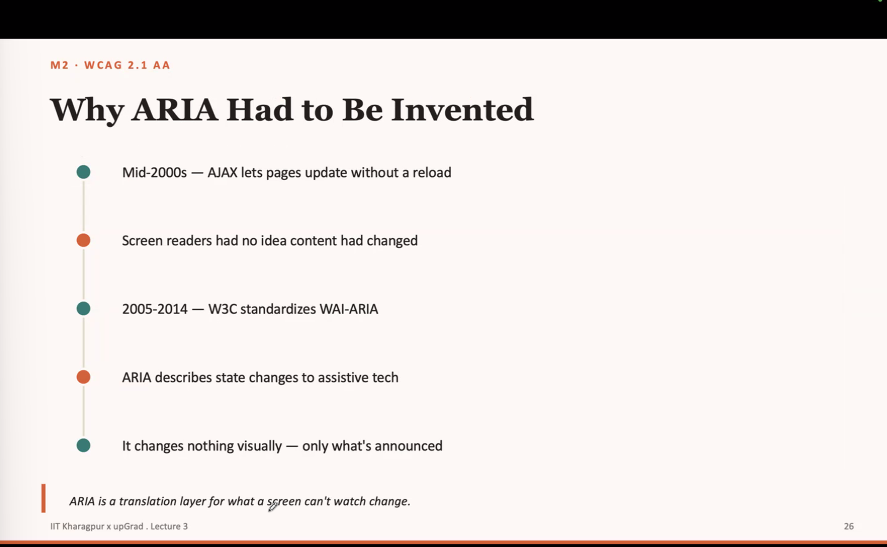 M2 · WCAG 2.1 AA
Why ARIA Had to Be Invented
Mid-2000s — AJAX lets pages update without a reload
Screen readers had no idea content had changed
2005-2014 — W3C standardizes WAI-ARIA
ARIA describes state changes to assistive tech
It changes nothing visually — only what's announced
ARIA is a translation layer for what a screen can't watch change.
IIT Kharagpur x upGrad . Lecture 3
26